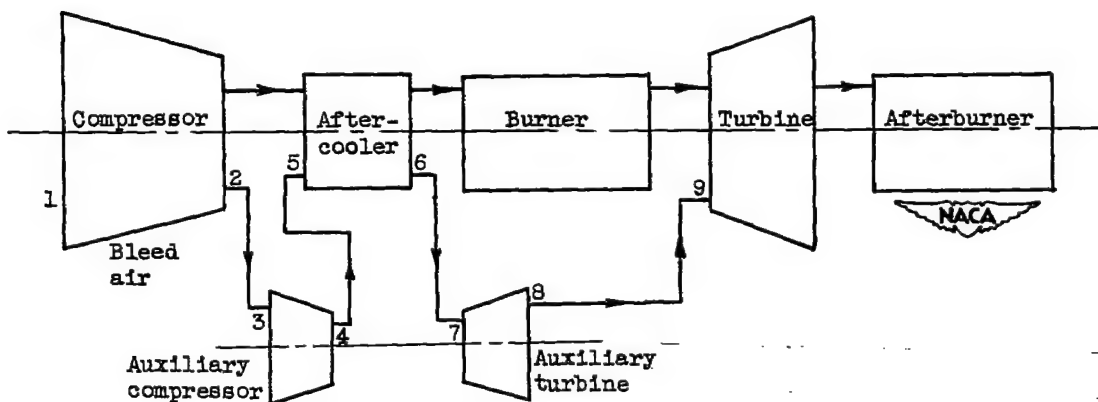 Compressor
After-
cooler
Burner
Turbine
Afterburner
1
2
5
6
9
NACA
Bleed
air
3
4
7
8
Auxiliary
compressor
Auxiliary
turbine